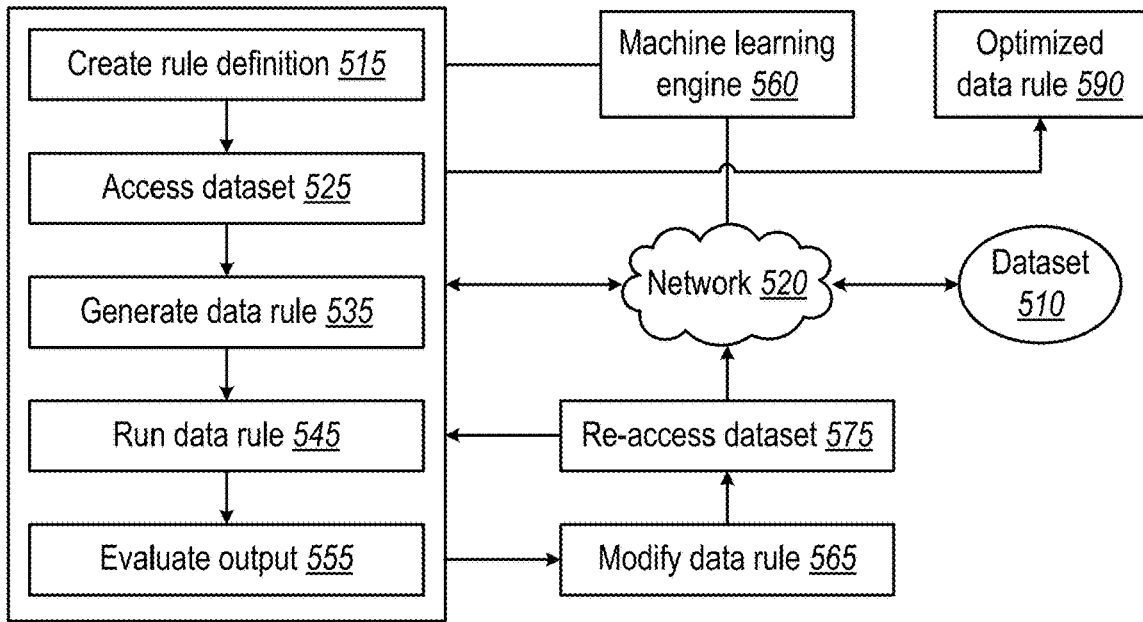 Create rule definition 515
Access dataset 525
Generate data rule 535
Run data rule 545
Evaluate output 555
Machine learning
engine 560
Optimized
data rule 590
Network 520
Dataset
510
Re-access dataset 575
Modify data rule 565